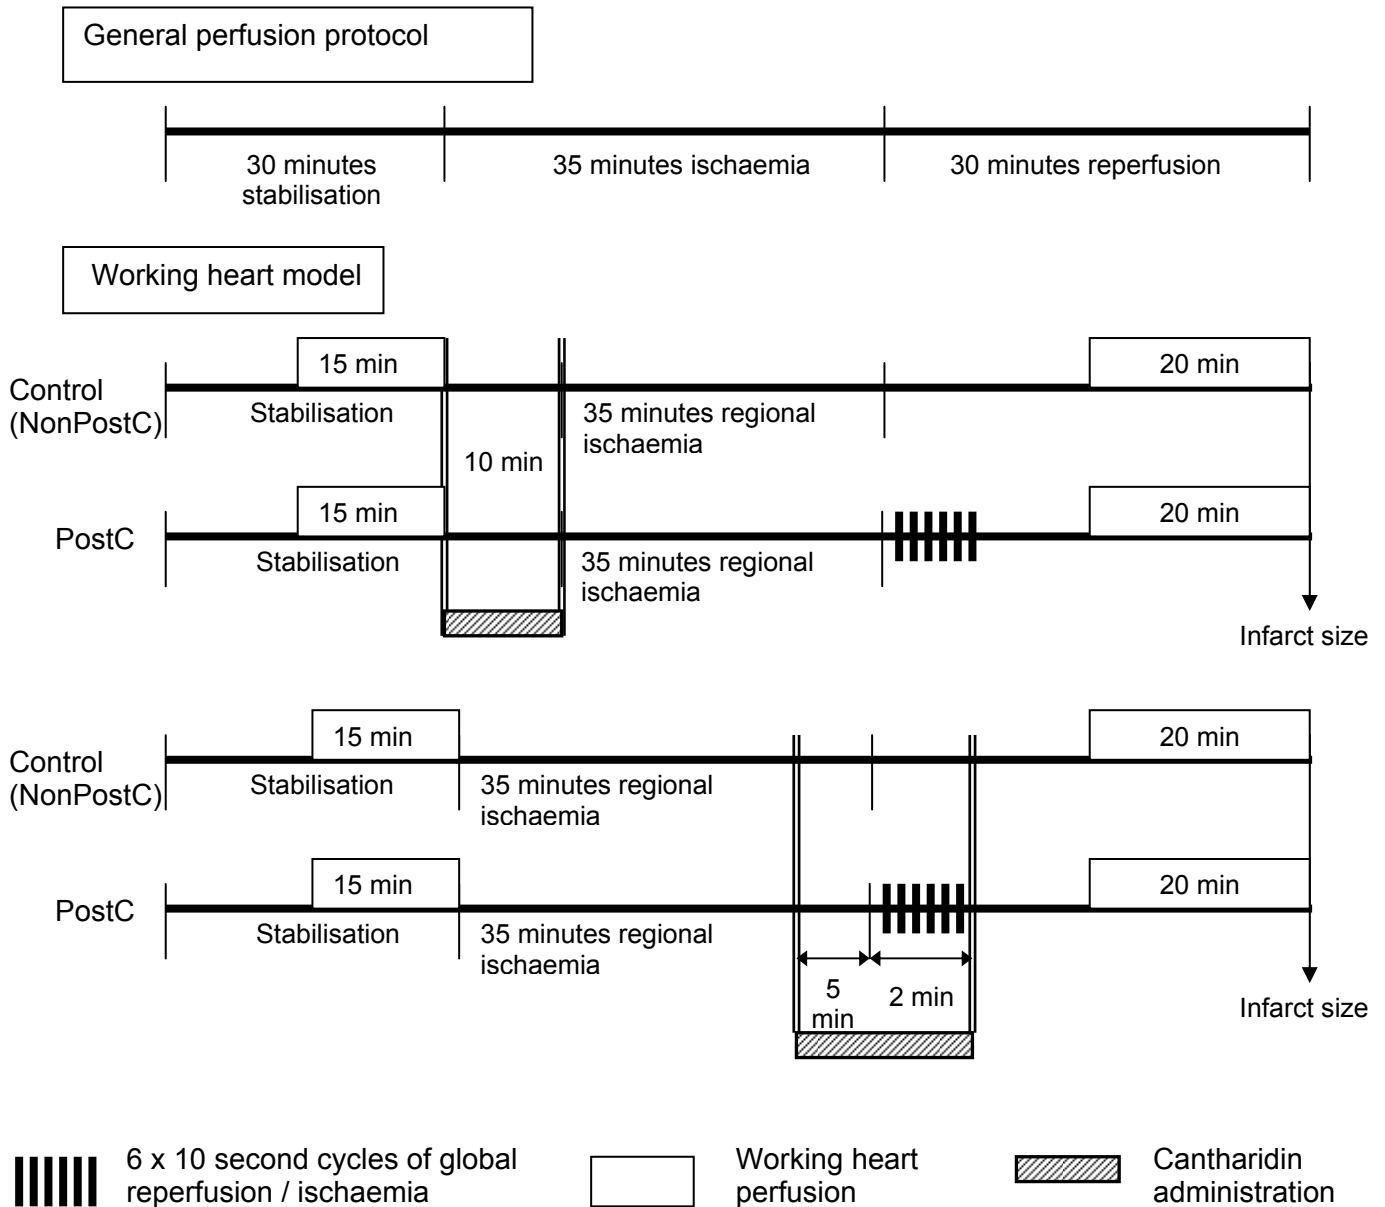 General perfusion protocol
30 minutes
stabilisation
35 minutes ischaemia
30 minutes reperfusion
Working heart model
Control
(NonPostC)
15 min
Stabilisation
10 min
35 minutes regional
ischaemia
20 min
PostC
15 min
Stabilisation
35 minutes regional
ischaemia
20 min
Infarct size
Control
(NonPostC)
15 min
Stabilisation
35 minutes regional
ischaemia
20 min
PostC
15 min
Stabilisation
35 minutes regional
ischaemia
5
min
2 min
20 min
Infarct size
6 x 10 second cycles of global
reperfusion / ischaemia
Working heart
perfusion
Cantharidin
administration